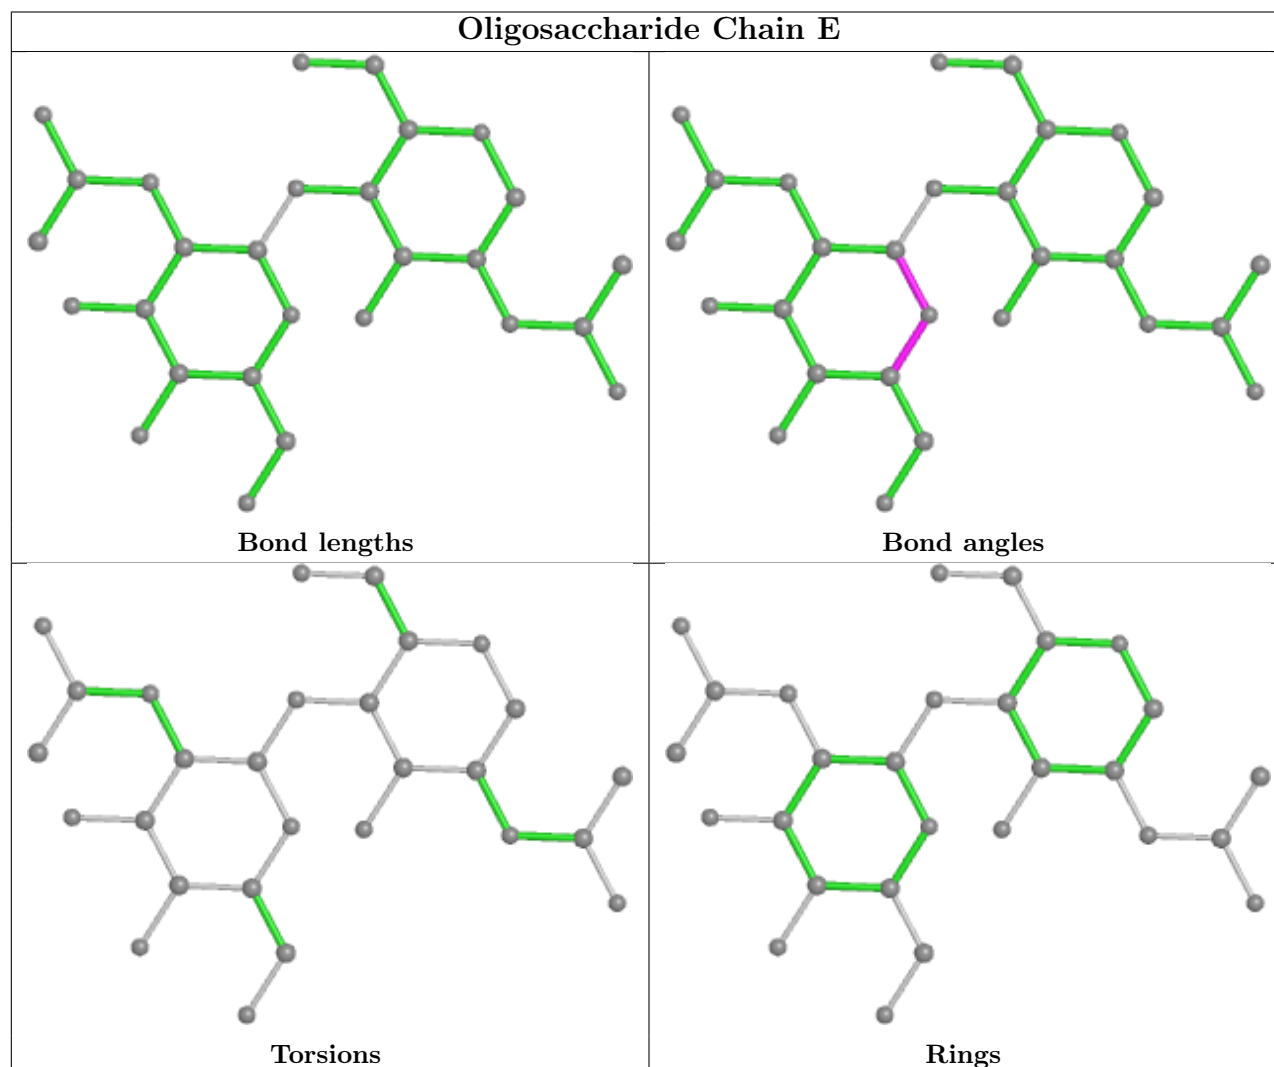 Oligosaccharide Chain E
Bond lengths
Bond angles
Torsions
Rings